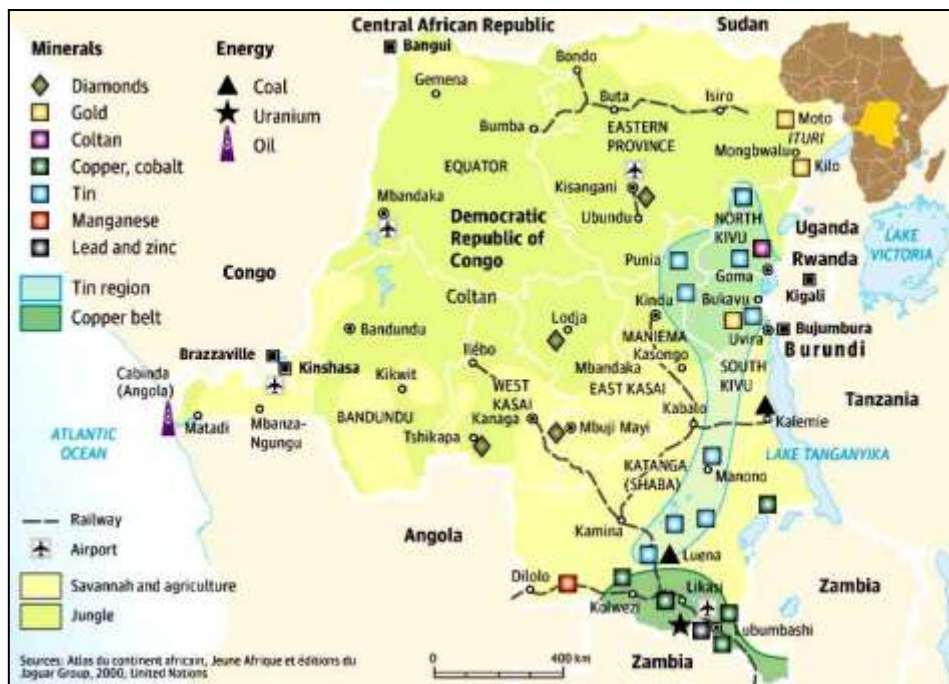 Minerals
Diamonds
Gold
Coltan
Copper, cobalt
Tin
Manganese
Lead and zinc
Tin region
Copper belt
Energy
Coal
Uranium
Oil
Central African Republic
Sudan
Bangui
Gemena
Bondo
Buta
Isiro
Bumba
EASTERN
PROVINCE
Moto
ITURI
Mongbwalu
Kilo
EQUATOR
Kisangani
Mbandaka
Ubundu
NORTH
KIVU
Uganda
LAKE
VICTORIA
Democratic
Republic of
Congo
Congo
Punia
Goma
Rwanda
Kigali
Coltan
Kindu
Bukavu
Bandundu
Lodja
MANIEMA
Uvira
Bujumbura
Burundi
Brazzaville
Kinshasa
Ilébo
Mbandaka
Kasongo
EAST KASAI
SOUTH
KIVU
Cabinda
(Angola)
Kikwit
WEST
KASAI
Kabalo
Tanzania
Matadi
Mbanza-
Ngungu
BANDUNDU
Kanaga
Tshikapa
Mbuji Mayi
Kalemie
ATLANTIC
OCEAN
LAKE TANGANYIKA
KATANGA
(SHABA)
Manono
Railway
Airport
Savannah and agriculture
Jungle
Angola
Kamina
Luena
Dilolo
Kolwezi
Likasi
Lubumbashi
Zambia
Zambia
0 400 km
Sources: Atlas du continent africain, Jeune Afrique et éditions du
Jaguar Group, 2000, United Nations